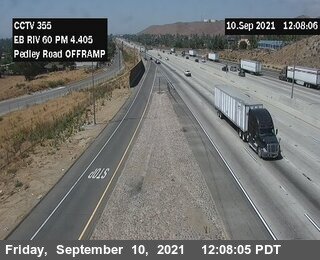 CCTV 355
10.Sep 2021 12:08:06
EB RIV 60 PM 4.405
Pedley Road OFFRAMP
STOP
Friday, September 10, 2021 12:08:05 PDT